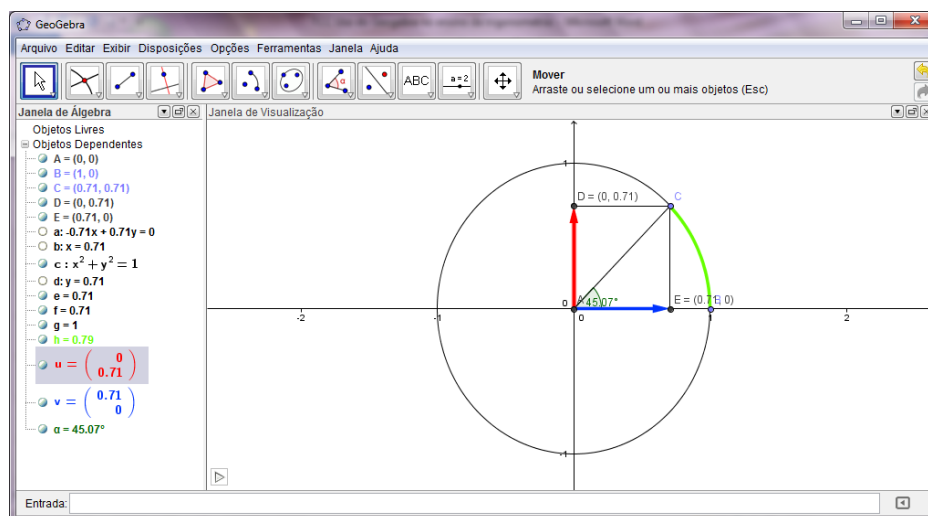 GeoGebra
Arquivo Editar Exibir Disposições Opções Ferramentas Janela Ajuda
ABC
a=2
Mover
Arraste ou selecione um ou mais objetos (Esc)
Janela de Álgebra
Objetos Livres
Objetos Dependentes
A = (0, 0)
B = (1, 0)
C = (0.71, 0.71)
D = (0, 0.71)
E = (0.71, 0)
a: -0.71x + 0.71y = 0
b: x = 0.71
c : x² + y² = 1
d: y = 0.71
e = 0.71
f = 0.71
g = 1
h = 0.79
u = ( 0
0.71 )
v = ( 0.71
0 )
α = 45.07°
Janela de Visualização
1
D = (0, 0.71)
C
0
A
45.07°
E = (0.71, 0)
B
-2
-1
0
1
2
-1
Entrada: